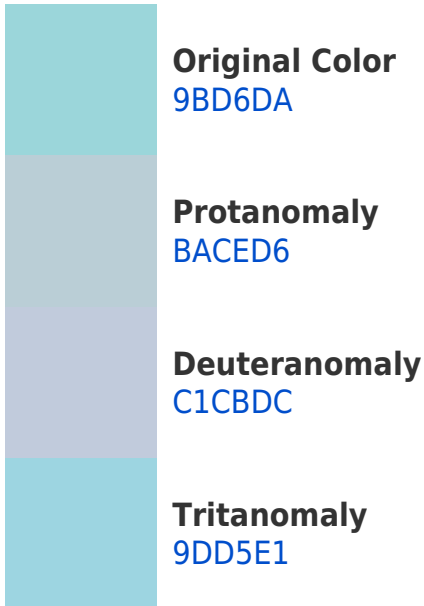 Original Color
9BD6DA
Protanomaly
BACED6
Deuteranomaly
C1CBDC
Tritanomaly
9DD5E1